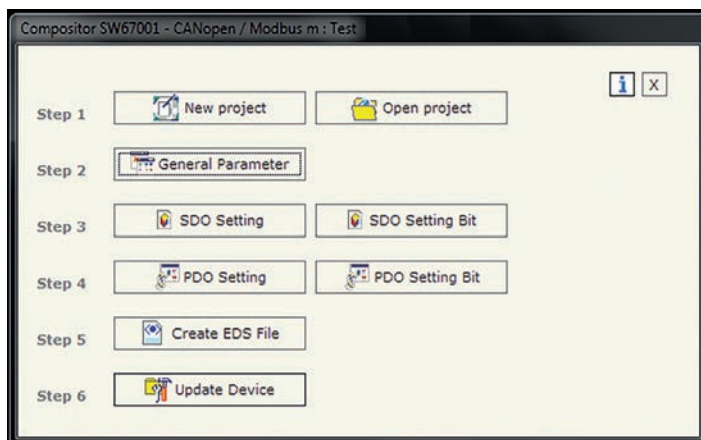 Compositor SW67001 - CANopen / Modbus m : Test
i X
Step 1 New project Open project
Step 2 General Parameter
Step 3 SDO Setting SDO Setting Bit
Step 4 PDO Setting PDO Setting Bit
Step 5 Create EDS File
Step 6 Update Device